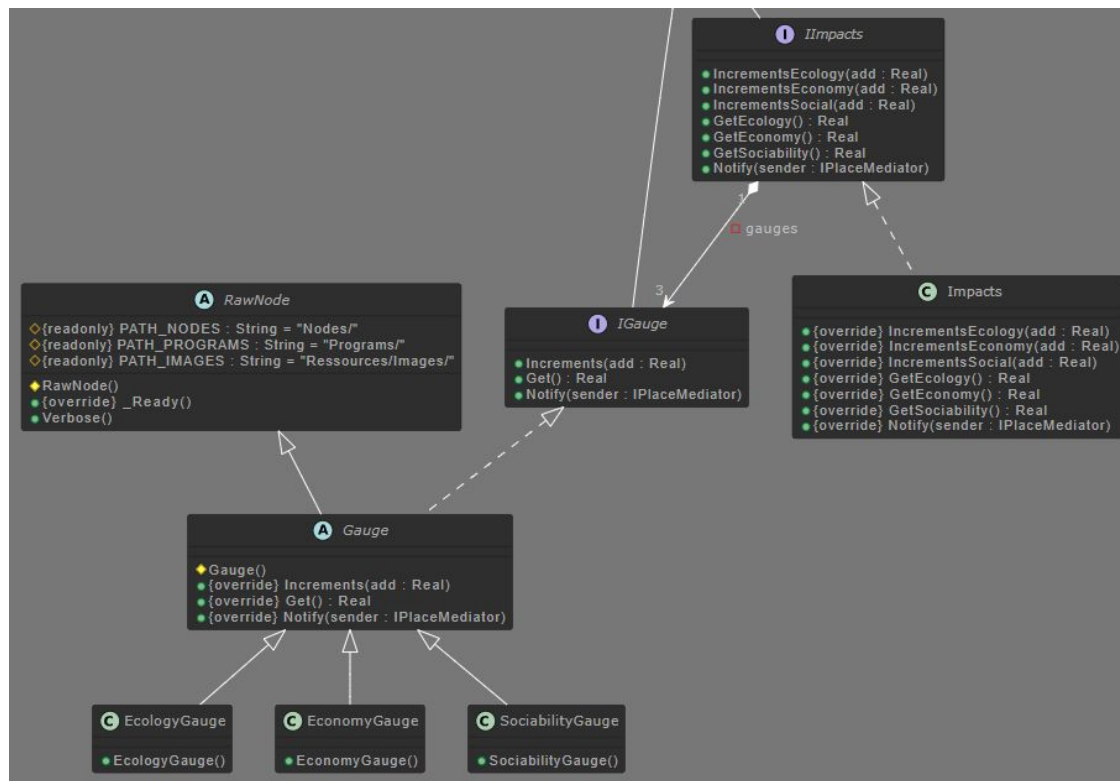 I IImpacts
IncrementsEcology(add : Real)
IncrementsEconomy(add : Real)
IncrementsSocial(add : Real)
GetEcology() : Real
GetEconomy() : Real
GetSociability() : Real
Notify(sender : IPlaceMediator)
1
gauges
3
A RawNode
{readonly} PATH_NODES : String = "Nodes/"
{readonly} PATH_PROGRAMS : String = "Programs/"
{readonly} PATH_IMAGES : String = "Ressources/Images/"
RawNode()
{override} _Ready()
Verbose()
I IGauge
Increments(add : Real)
Get() : Real
Notify(sender : IPlaceMediator)
C Impacts
{override} IncrementsEcology(add : Real)
{override} IncrementsEconomy(add : Real)
{override} IncrementsSocial(add : Real)
{override} GetEcology() : Real
{override} GetEconomy() : Real
{override} GetSociability() : Real
{override} Notify(sender : IPlaceMediator)
A Gauge
Gauge()
{override} Increments(add : Real)
{override} Get() : Real
{override} Notify(sender : IPlaceMediator)
C EcologyGauge
EcologyGauge()
C EconomyGauge
EconomyGauge()
C SociabilityGauge
SociabilityGauge()